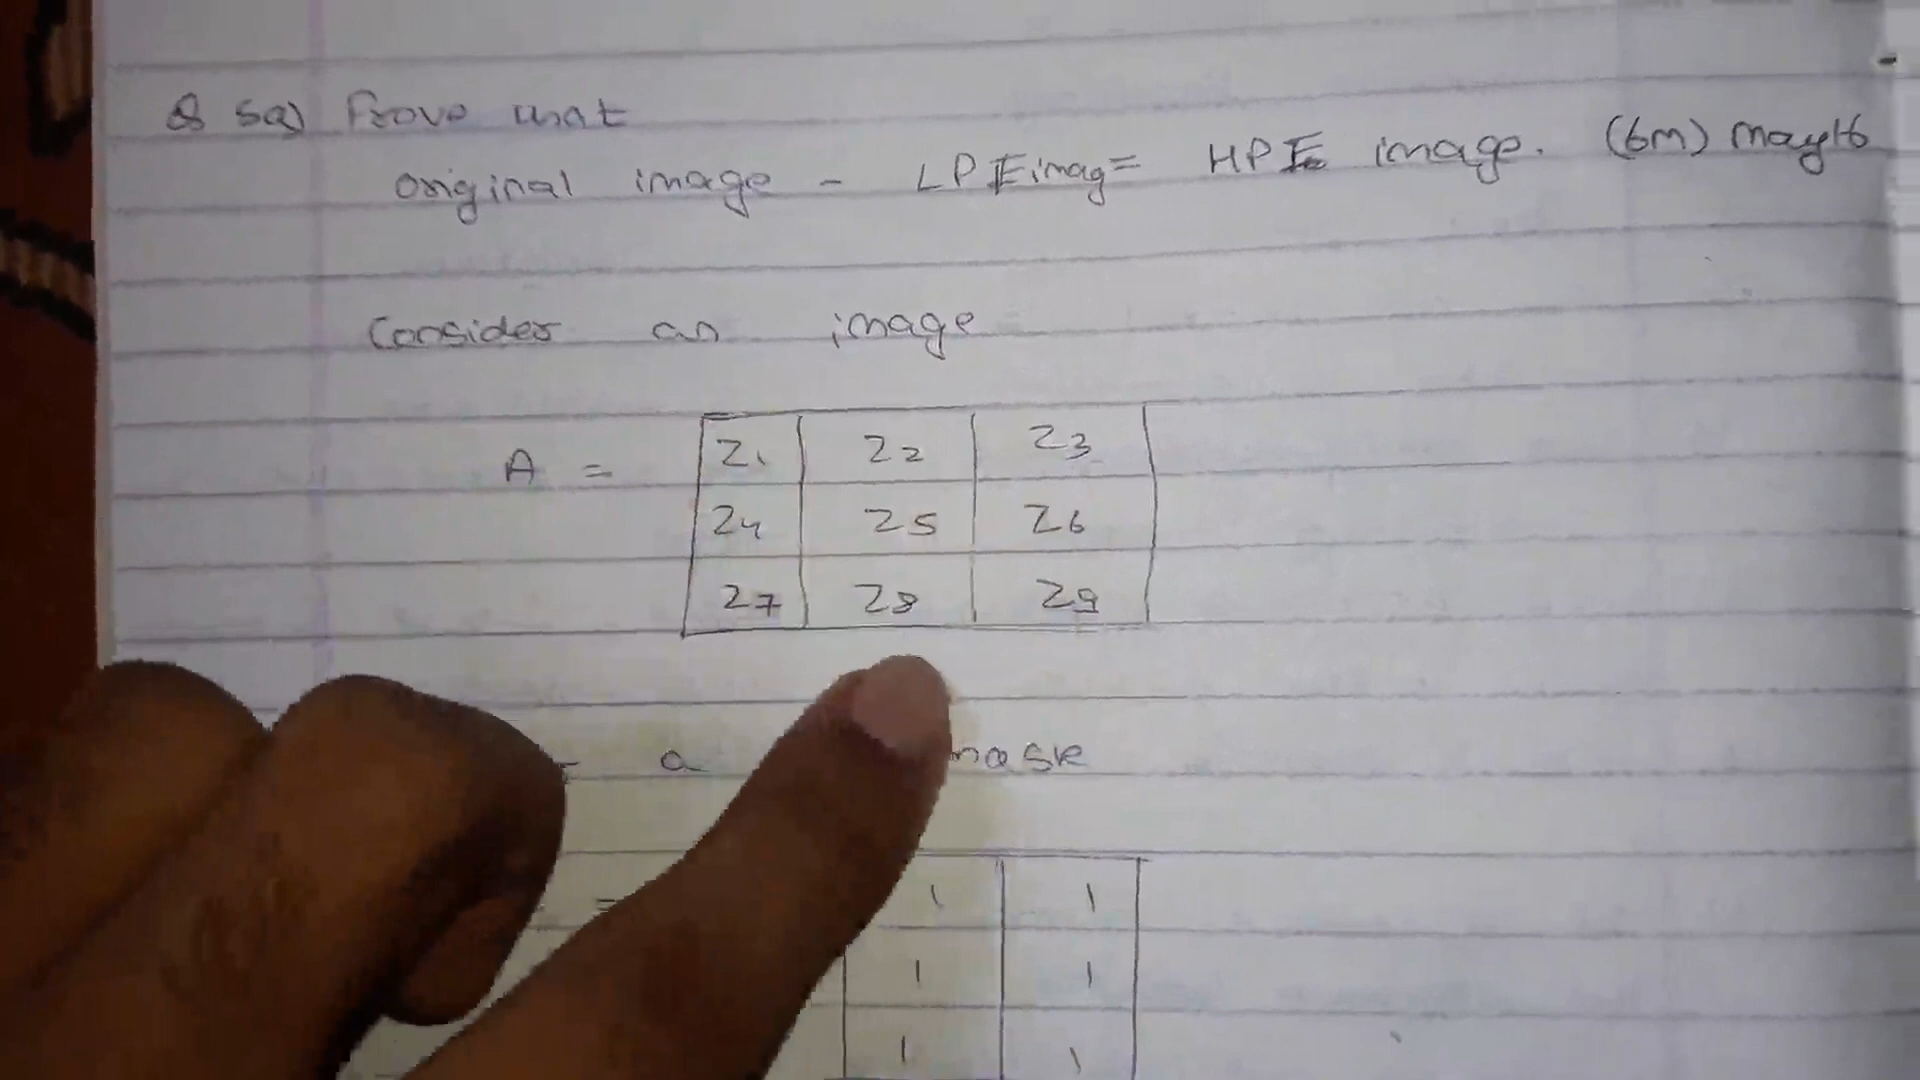 Q 5a) Prove that
original image - LPF imag = HPF image. (6m) may16
Consider an image
A =
Z1 Z2 Z3
Z4 Z5 Z6
Z7 Z8 Z9
a mask
= 1 1
1 1
1 1